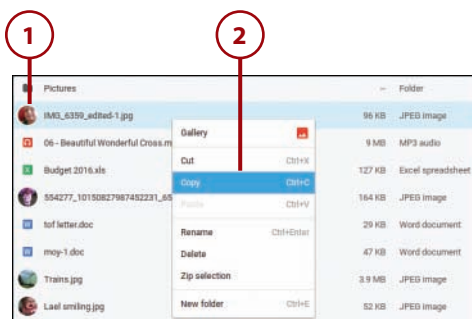 1 2
Pictures -- Folder
IMG_6359_edited-1.jpg 96 KB JPEG image
Gallery
06 - Beautiful Wonderful Cross.m 9 MB MP3 audio
Cut Ctrl+X
Budget 2016.xls 127 KB Excel spreadsheet
Copy Ctrl+C
554277_10150827987452231_65 164 KB JPEG image
Paste Ctrl+V
tof letter.doc 29 KB Word document
Rename Ctrl+Enter
moy-1.doc 47 KB Word document
Delete
Trains.jpg 3.9 MB JPEG image
Zip selection
Lael smiling.jpg 52 KB JPEG image
New folder Ctrl+E